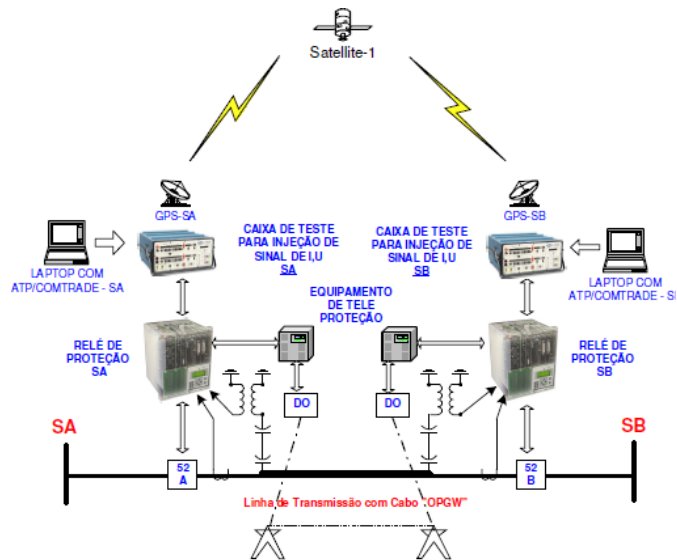 Satellite-1
GPS-SA
GPS-SB
CAIXA DE TESTE
PARA INJEÇÃO DE
SINAL DE I,U
SA
CAIXA DE TESTE
PARA INJEÇÃO DE
SINAL DE I,U
SB
LAPTOP COM
ATP/COMTRADE - SA
LAPTOP COM
ATP/COMTRADE - S
EQUIPAMENTO
DE TELE
PROTEÇÃO
RELÉ DE
PROTEÇÃO
SA
RELÉ DE
PROTEÇÃO
SB
DO
DO
SA
SB
52
A
52
B
Linha de Transmissão com Cabo "OPGW"